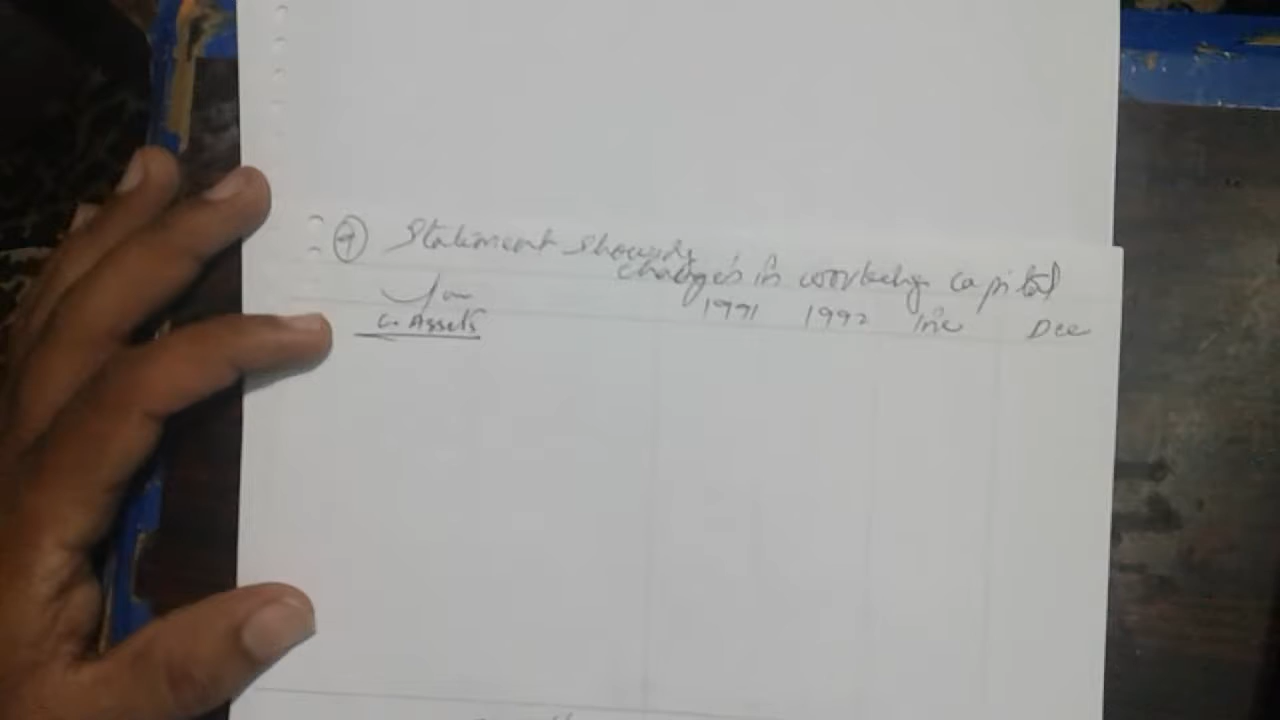 ④ Statement showing
changes in working capital
1991 1992 Inc Dec
C. Assets